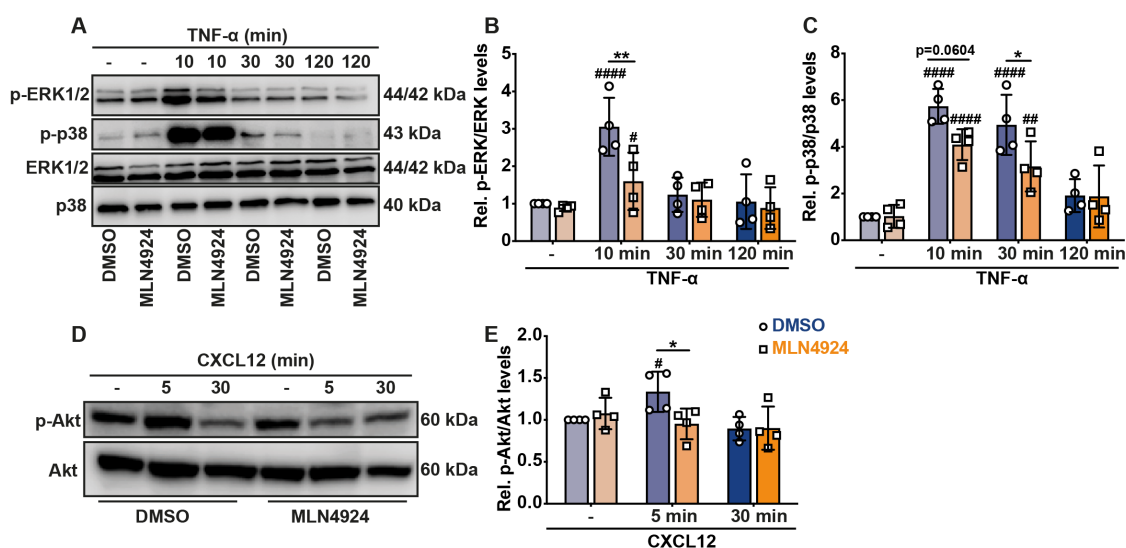 A
TNF-α (min)
- - 10 10 30 30 120 120
p-ERK1/2 44/42 kDa
p-p38 43 kDa
ERK1/2 44/42 kDa
p38 40 kDa
DMSO MLN4924 DMSO MLN4924 DMSO MLN4924 DMSO MLN4924
B
Rel. p-ERK/ERK levels
5
4
3
2
1
0
**
####
#
- 10 min 30 min 120 min
TNF-α
C
Rel. p-p38/p38 levels
8
6
4
2
0
p=0.0604 *
#### ####
#### ##
- 10 min 30 min 120 min
TNF-α
D
CXCL12 (min)
- 5 30 - 5 30
p-Akt 60 kDa
Akt 60 kDa
DMSO MLN4924
E
Rel. p-Akt/Akt levels
2.0
1.5
1.0
0.5
0.0
*
#
- 5 min 30 min
CXCL12
DMSO
MLN4924